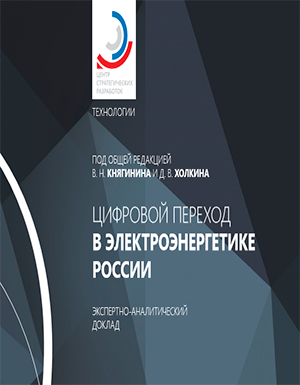 ЦЕНТР
СТРАТЕГИЧЕСКИХ
РАЗРАБОТОК
ТЕХНОЛОГИИ
ПОД ОБЩЕЙ РЕДАКЦИЕЙ
В. Н. КНЯГИНИНА И Д. В. ХОЛКИНА
ЦИФРОВОЙ ПЕРЕХОД
В ЭЛЕКТРОЭНЕРГЕТИКЕ
РОССИИ
ЭКСПЕРТНО-АНАЛИТИЧЕСКИЙ
ДОКЛАД